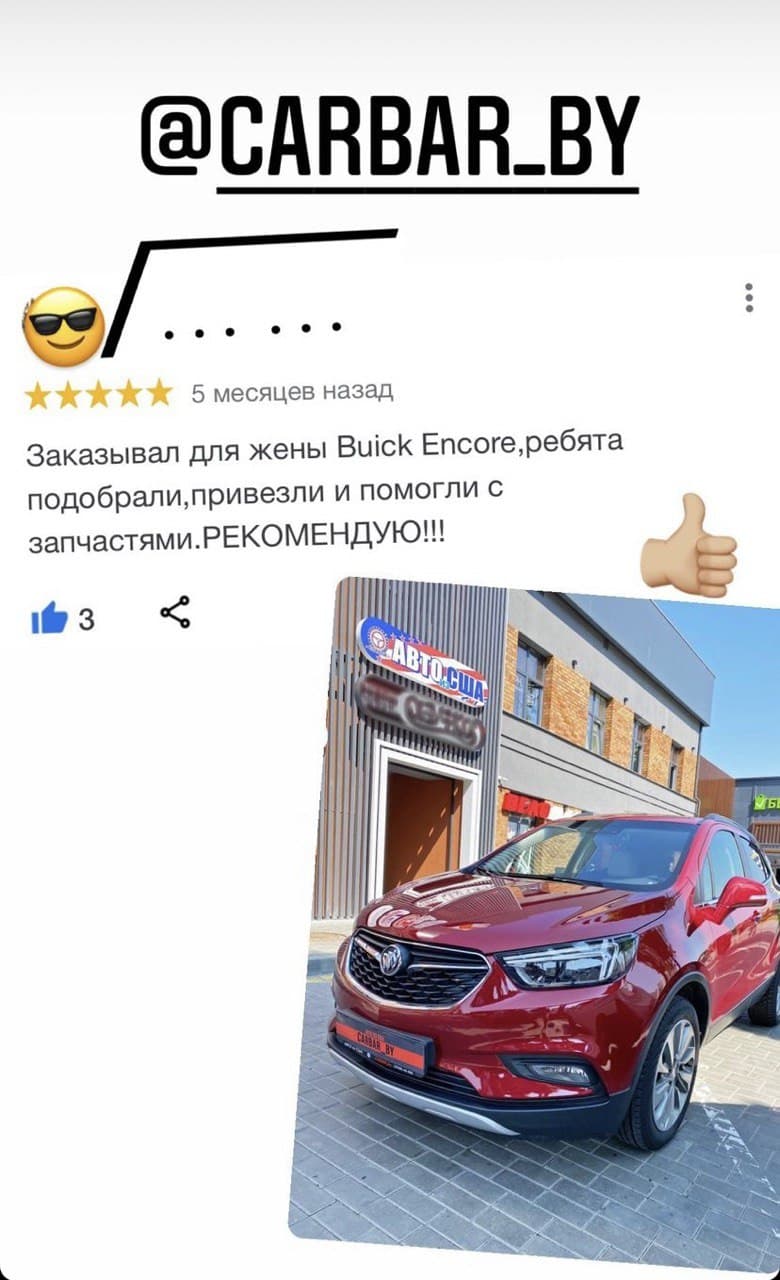 @CARBAR_BY
... ...
5 месяцев назад
Заказывал для жены Buick Encore,ребята
подобрали,привезли и помогли с
запчастями.РЕКОМЕНДУЮ!!!
3
АВТО
США
CARBAR_BY